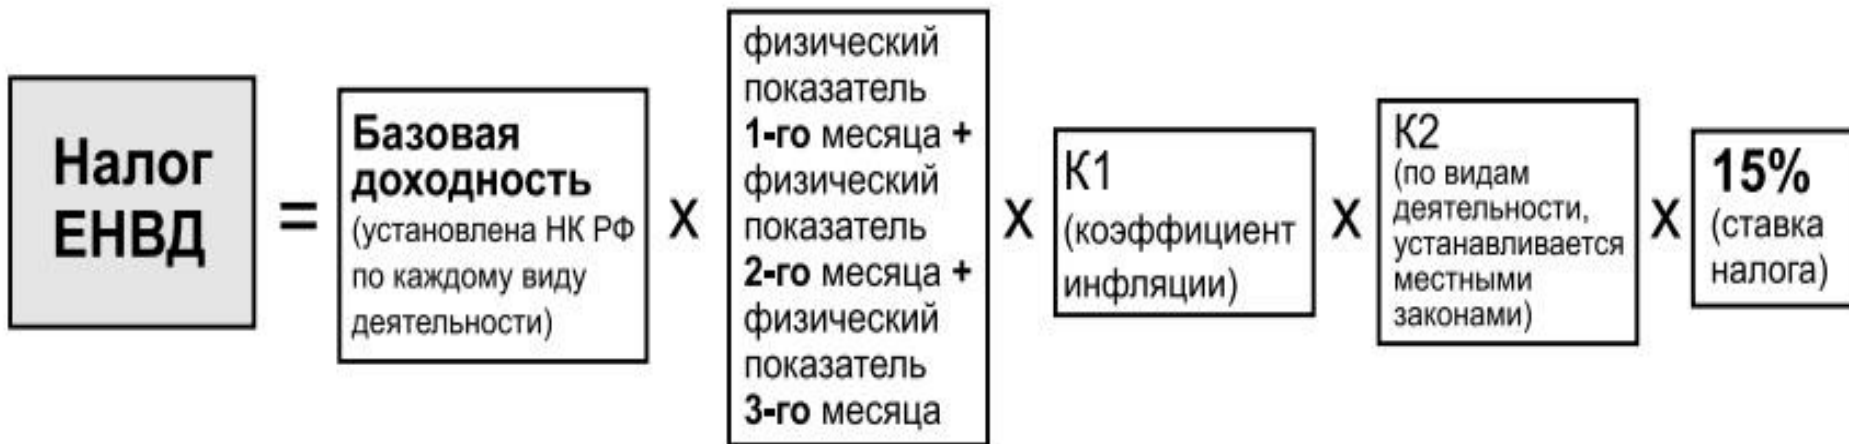 Налог
ЕНВД
=
Базовая
доходность
(установлена НК РФ
по каждому виду
деятельности)
X
физический
показатель
1-го месяца +
физический
показатель
2-го месяца +
физический
показатель
3-го месяца
X
К1
(коэффициент
инфляции)
X
К2
(по видам
деятельности,
устанавливается
местными
законами)
X
15%
(ставка
налога)